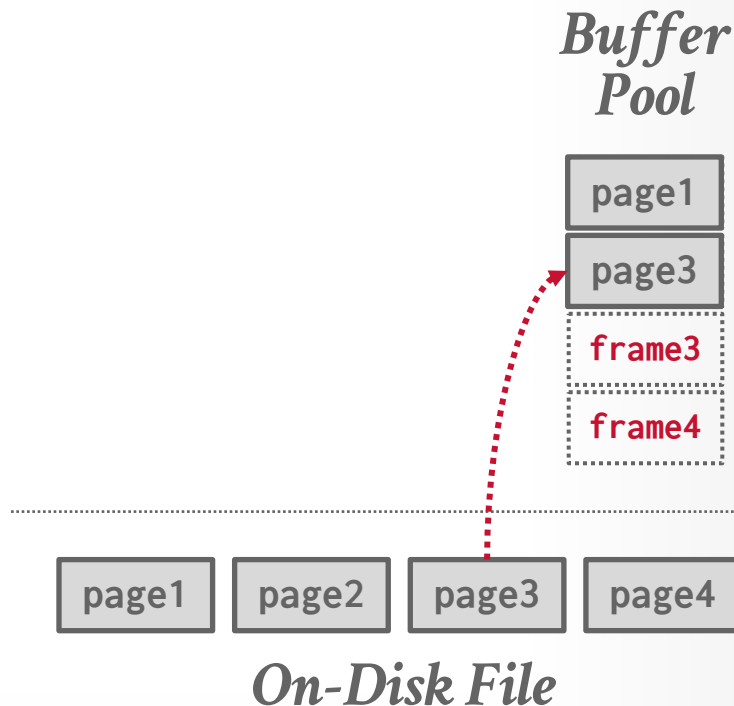 Buffer
Pool
page1
page3
frame3
frame4
page1 page2 page3 page4
On-Disk File